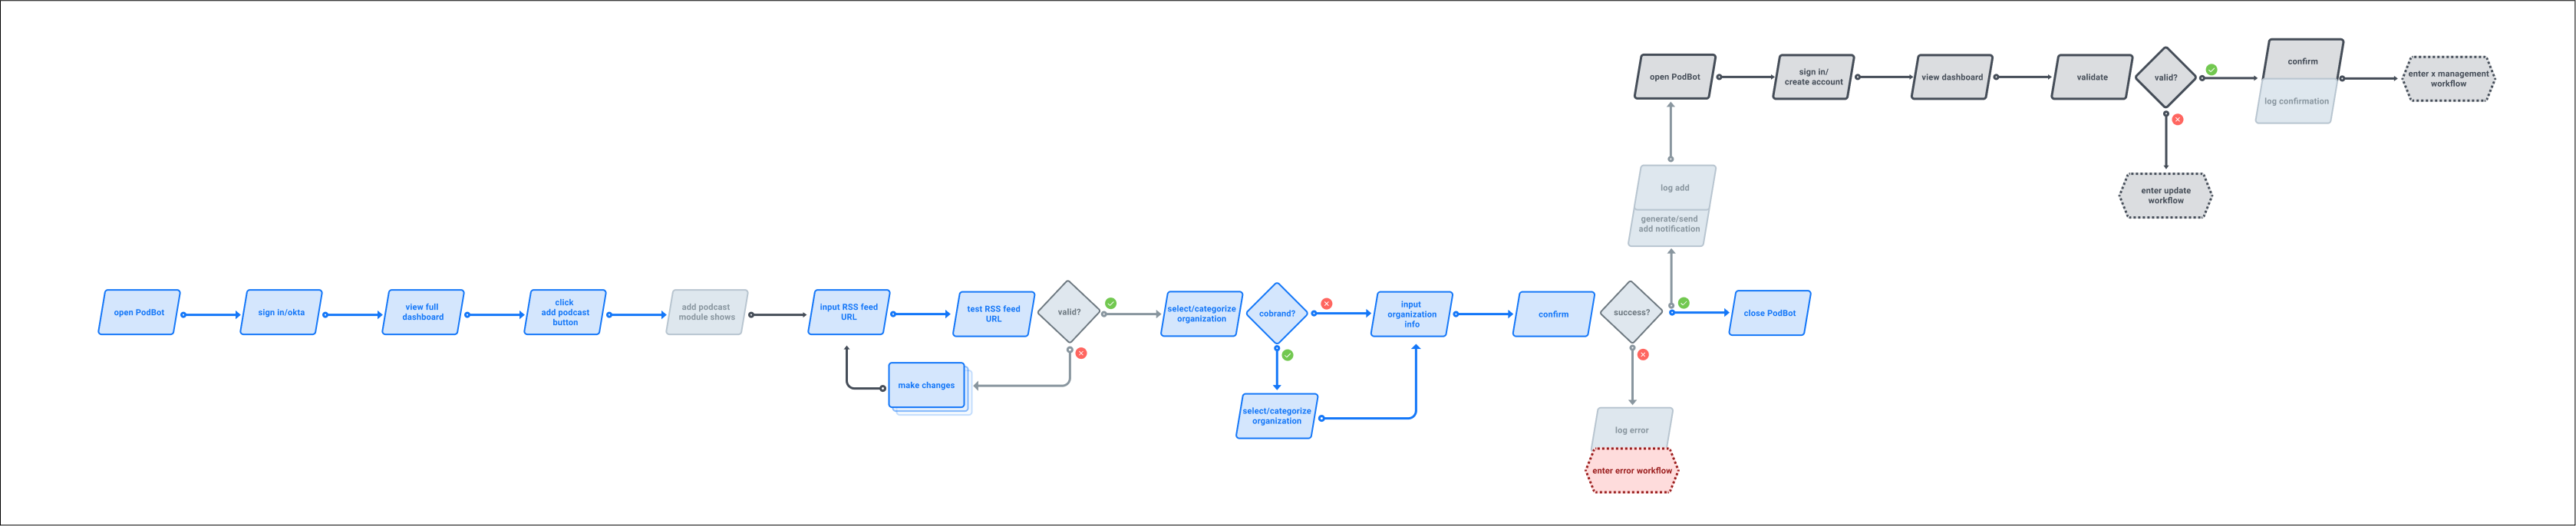 open PodBot
sign in/
create account
view dashboard
validate
valid?
confirm
log confirmation
enter x management
workflow
enter update
workflow
log add
generate/send
add notification
open PodBot
sign in/okta
view full
dashboard
click
add podcast
button
add podcast
module shows
input RSS feed
URL
test RSS feed
URL
valid?
make changes
select/categorize
organization
cobrand?
select/categorize
organization
input
organization
info
confirm
success?
close PodBot
log error
enter error workflow